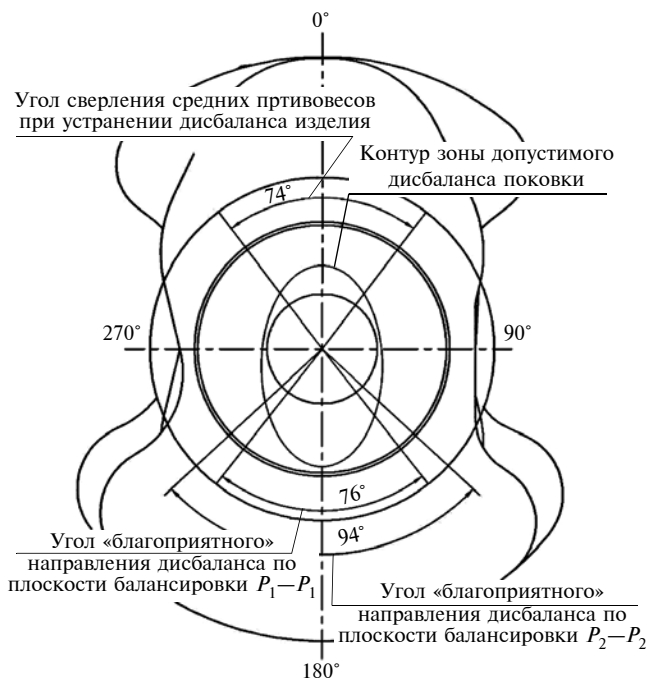 0°
Угол сверления средних пртивовесов
при устранении дисбаланса изделия
Контур зоны допустимого
дисбаланса поковки
74°
270°
90°
76°
94°
Угол «благоприятного»
направления дисбаланса по
плоскости балансировки P₁—P₁
Угол «благоприятного»
направления дисбаланса по
плоскости балансировки P₂—P₂
180°